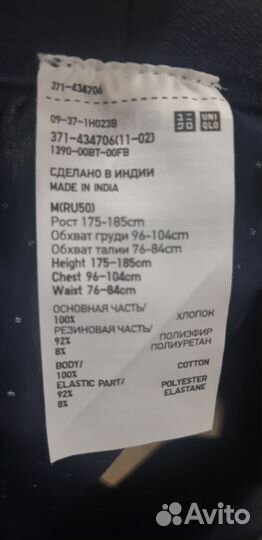 371-434706
09-37-1H023B
UNI
QLO
371-434706(11-02)
1390-00BT-00FB
СДЕЛАНО В ИНДИИ
MADE IN INDIA
M(RU50)
Рост 175-185cm
Обхват груди 96-104cm
Обхват талии 76-84cm
Height 175-185cm
Chest 96-104cm
Waist 76-84cm
ОСНОВНАЯ ЧАСТЬ/
100% ХЛОПОК
РЕЗИНОВАЯ ЧАСТЬ/
92% ПОЛИЭФИР
8% ПОЛИУРЕТАН
BODY/
100% COTTON
ELASTIC PART/
92% POLYESTER
8% ELASTANE
Avito